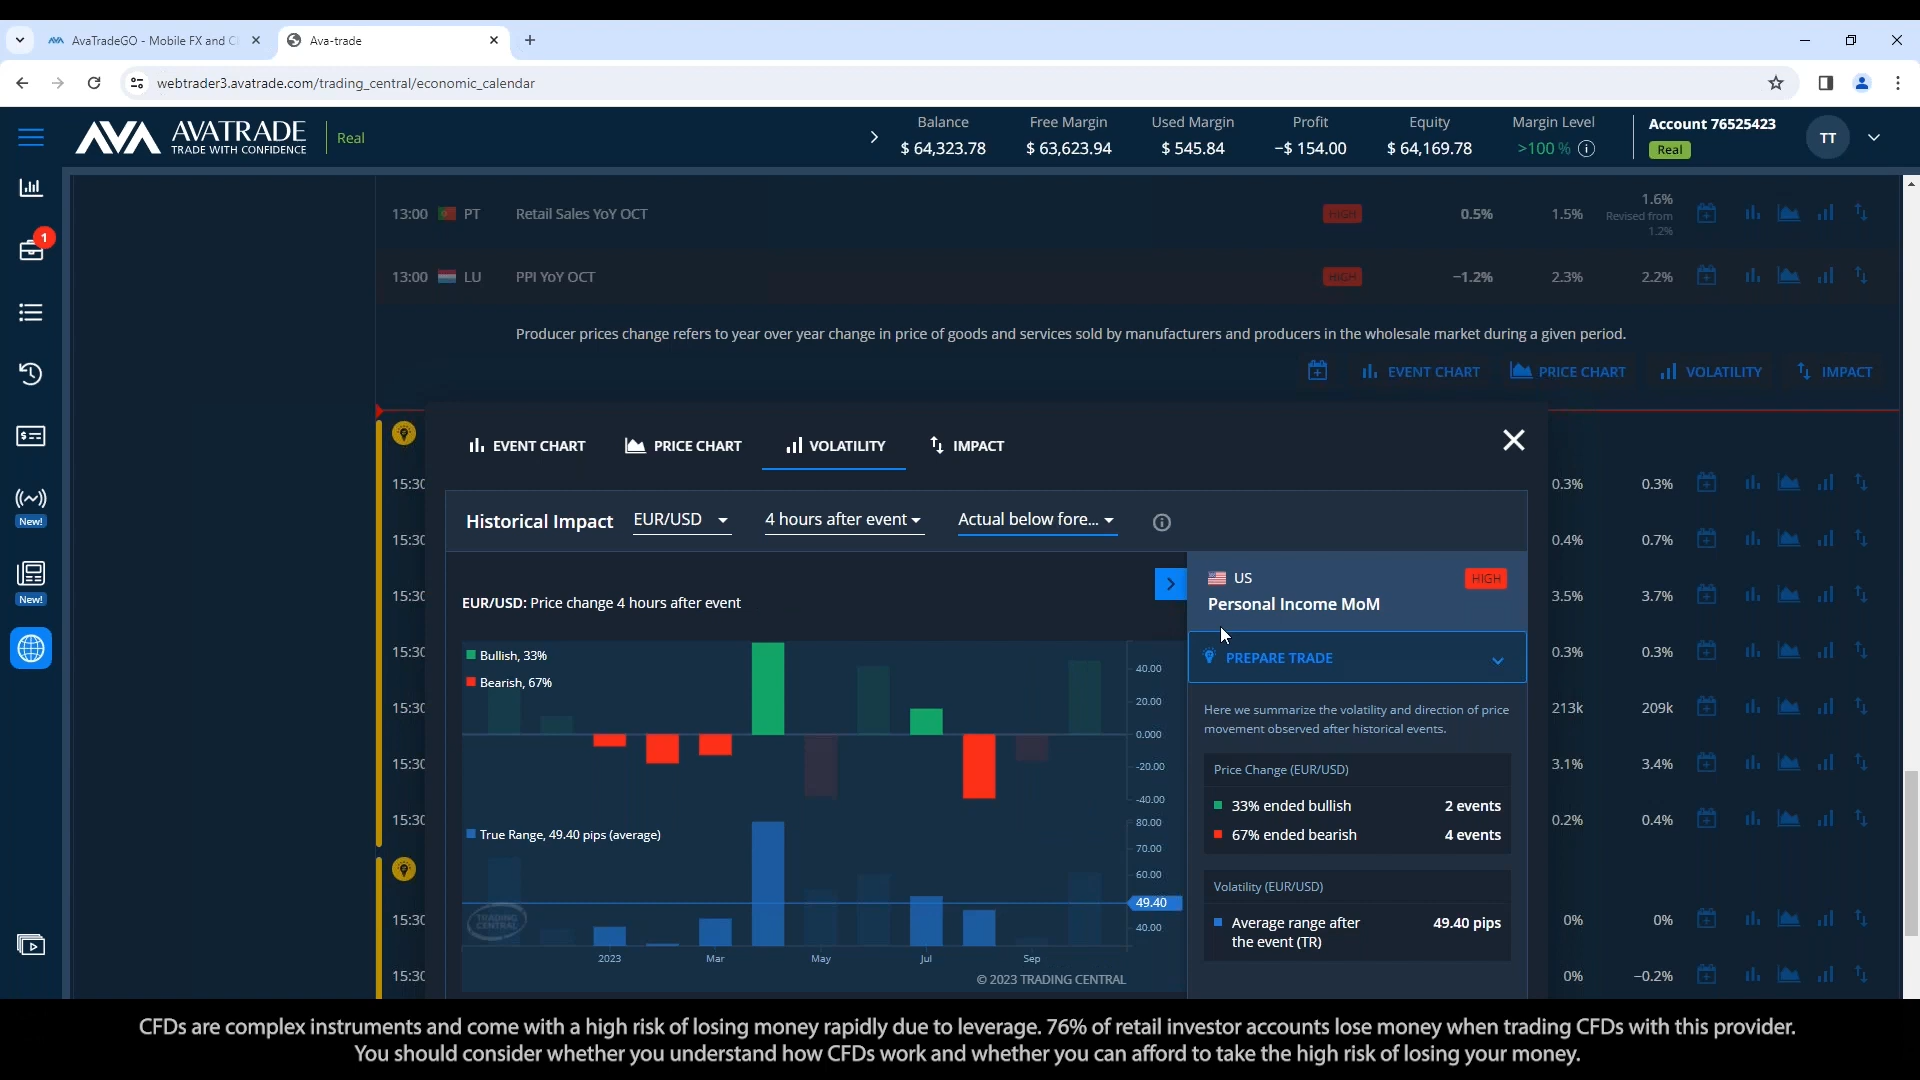 AvaTradeGO - Mobile FX and C
Ava-trade
webtrader3.avatrade.com/trading_central/economic_calendar
AVA AVATRADE
TRADE WITH CONFIDENCE
Real
Balance
$ 64,323.78
Free Margin
$ 63,623.94
Used Margin
$ 545.84
Profit
-$ 154.00
Equity
$ 64,169.78
Margin Level
>100 %
Account 76525423
Real
TT
1
New!
New!
13:00 PT Retail Sales YoY OCT HIGH 0.5% 1.5% 1.6%
Revised from
1.2%
13:00 LU PPI YoY OCT HIGH -1.2% 2.3% 2.2%
Producer prices change refers to year over year change in price of goods and services sold by manufacturers and producers in the wholesale market during a given period.
EVENT CHART PRICE CHART VOLATILITY IMPACT
EVENT CHART PRICE CHART VOLATILITY IMPACT
15:30 0.3% 0.3%
15:30 0.4% 0.7%
15:30 3.5% 3.7%
15:30 0.3% 0.3%
15:30 213k 209k
15:30 3.1% 3.4%
15:30 0.2% 0.4%
15:30 0% 0%
15:30 0% -0.2%
Historical Impact EUR/USD 4 hours after event Actual below fore...
EUR/USD: Price change 4 hours after event
Bullish, 33%
Bearish, 67%
40.00
20.00
0.000
-20.00
-40.00
True Range, 49.40 pips (average)
80.00
70.00
60.00
49.40
40.00
TRADING
CENTRAL
2023 Mar May Jul Sep
© 2023 TRADING CENTRAL
US HIGH
Personal Income MoM
PREPARE TRADE
Here we summarize the volatility and direction of price
movement observed after historical events.
Price Change (EUR/USD)
33% ended bullish 2 events
67% ended bearish 4 events
Volatility (EUR/USD)
Average range after 49.40 pips
the event (TR)
CFDs are complex instruments and come with a high risk of losing money rapidly due to leverage. 76% of retail investor accounts lose money when trading CFDs with this provider.
You should consider whether you understand how CFDs work and whether you can afford to take the high risk of losing your money.